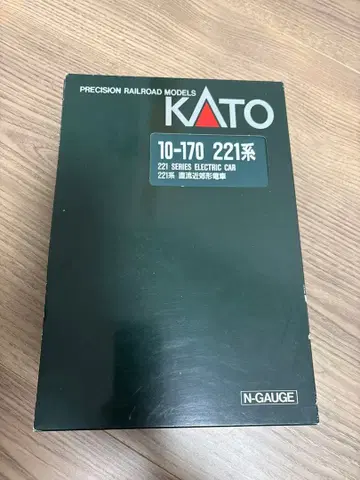 PRECISION RAILROAD MODELS
KATO
10-170 221系
221 SERIES ELECTRIC CAR
221系 直流近郊形電車
N-GAUGE